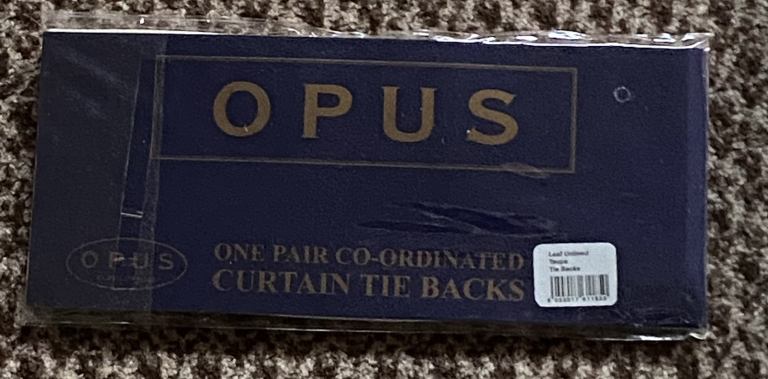 OPUS
OPUS
ONE PAIR CO-ORDINATED
CURTAIN TIE BACKS
Leaf Unlined
Taupe
Tie Backs